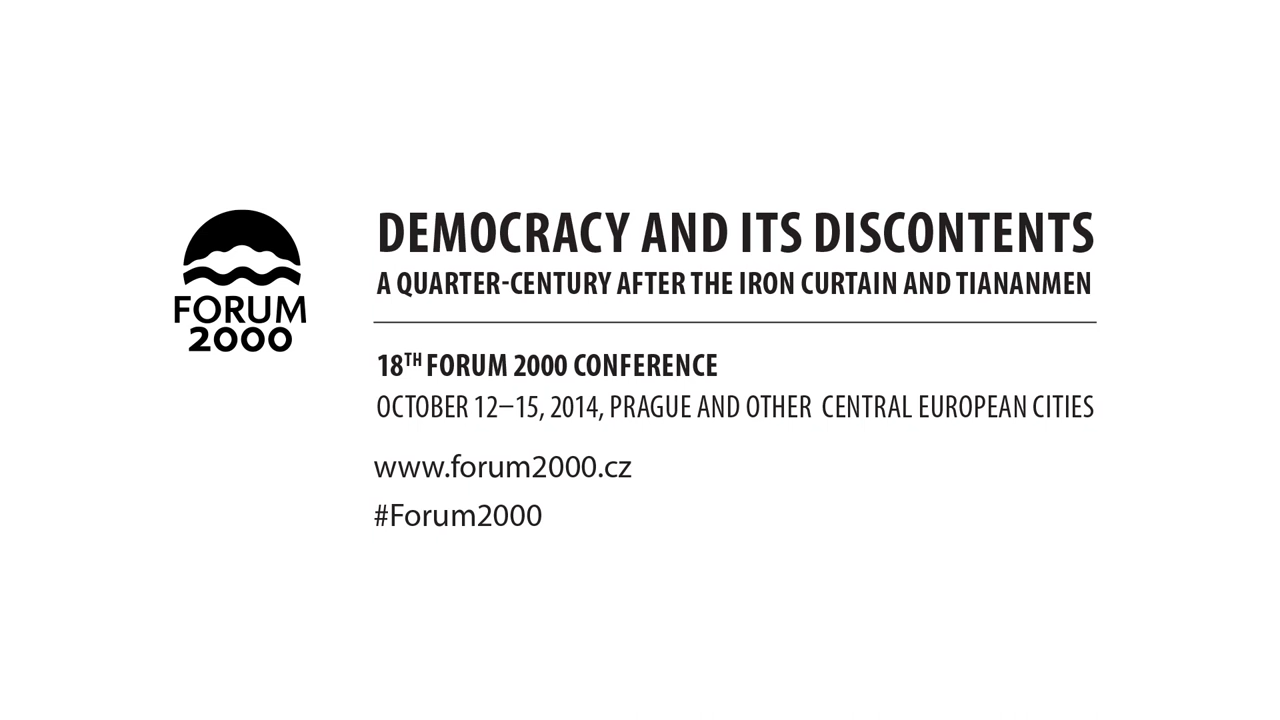 FORUM
2000
DEMOCRACY AND ITS DISCONTENTS
A QUARTER-CENTURY AFTER THE IRON CURTAIN AND TIANANMEN
18TH FORUM 2000 CONFERENCE
OCTOBER 12–15, 2014, PRAGUE AND OTHER CENTRAL EUROPEAN CITIES
www.forum2000.cz
#Forum2000